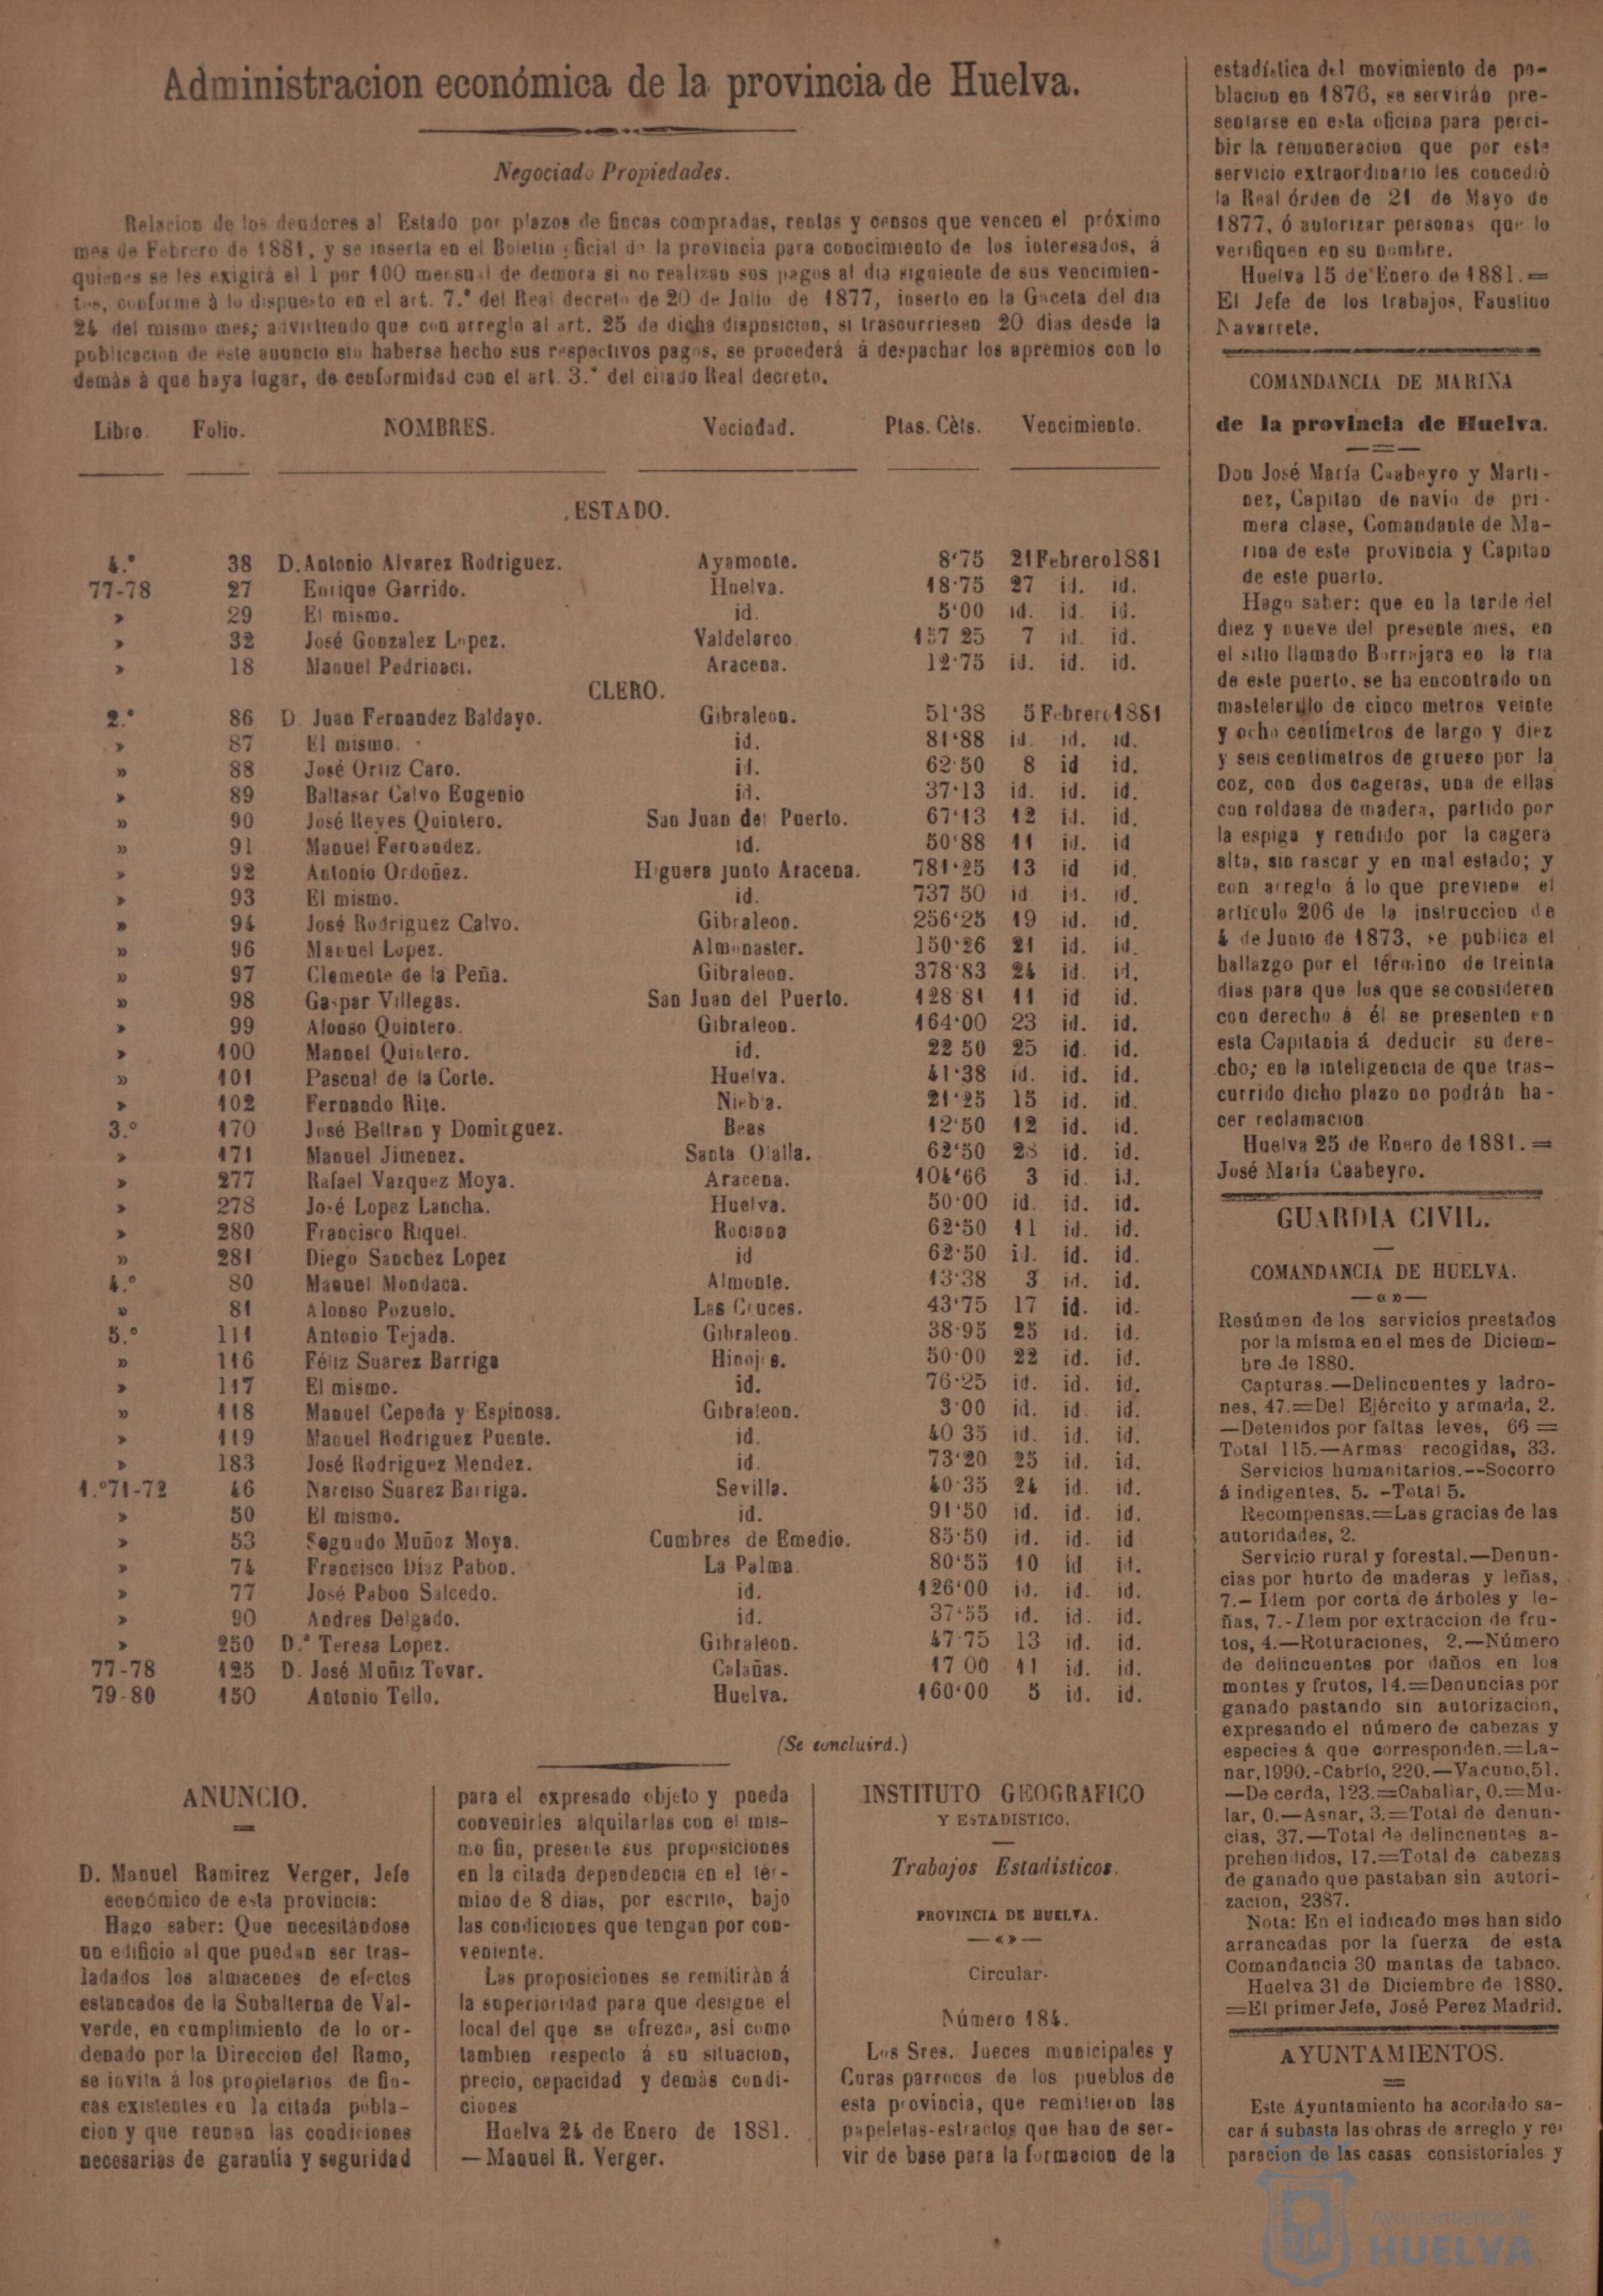 Administracion económica de la provincia de Huelva.
Negociado Propiedades.
Relacion de los deudores al Estado por plazos de fincas compradas, rentas y censos que vencen el próximo
mes de Febrero de 1881, y se inserta en el Boletin oficial de la provincia para conocimiento de los interesados, á
quienes se les exigirá el 1 por 100 mensual de demora si no realizan sus pagos al dia siguiente de sus vencimien-
tos, conforme à lo dispuesto en el art. 7.º del Real decreto de 20 de Julio de 1877, inserto en la Gaceta del dia
24 del mismo mes; advirtiendo que con arreglo al art. 25 de dicha disposicion, si trascurriesen 20 dias desde la
publicacion de este anuncio sin haberse hecho sus respectivos pagos, se procederá à despachar los apremios con lo
demàs à que haya lugar, de conformidad con el art. 3.º del citado Real decreto.
Libro. Folio. NOMBRES. Vecindad. Ptas. Cèts. Vencimiento.
ESTADO.
4.º 38 D. Antonio Alvarez Rodriguez. Ayamonte. 8'75 21 Febrero 1881
77-78 27 Enrique Garrido. Huelva. 18'75 27 id. id.
» 29 El mismo. id. 5'00 id. id. id.
» 32 José Gonzalez Lopez. Valdelarco. 157 25 7 id. id.
» 18 Manuel Pedrinaci. Aracena. 12'75 id. id. id.
CLERO.
2.º 86 D. Juan Fernandez Baldayo. Gibraleon. 51'38 5 Febrero 1881
» 87 El mismo. id. 81'88 id. id. id.
» 88 José Ortiz Caro. id. 62'50 8 id id.
» 89 Baltasar Calvo Eugenio id. 37'13 id. id. id.
» 90 José Reyes Quintero. San Juan del Puerto. 67'13 12 id. id.
» 91 Manuel Fernandez. id. 50'88 11 id. id
» 92 Antonio Ordoñez. Higuera junto Aracena. 781'25 13 id id.
» 93 El mismo. id. 737 50 id id. id.
» 94 José Rodriguez Calvo. Gibraleon. 256'25 19 id. id.
» 96 Manuel Lopez. Almonaster. 150'26 21 id. id.
» 97 Clemente de la Peña. Gibraleon. 378'83 24 id. id.
» 98 Gaspar Villegas. San Juan del Puerto. 128 81 11 id id.
» 99 Alonso Quintero. Gibraleon. 164'00 23 id. id.
» 100 Manuel Quintero. id. 22 50 25 id. id.
» 101 Pascual de la Corte. Huelva. 41'38 id. id. id.
» 102 Fernando Rite. Niebla. 21'25 15 id. id.
3.º 170 José Beltran y Dominguez. Beas 12'50 12 id. id.
» 171 Manuel Jimenez. Santa Olalla. 62'50 id. id.
» 277 Rafael Vazquez Moya. Aracena. 104'66 3 id. id.
» 278 José Lopez Lancha. Huelva. 50'00 id. id. id.
» 280 Francisco Riquel. Rociana 62'50 11 id. id.
» 281 Diego Sanchez Lopez id 62'50 id. id. id.
4.º 80 Manuel Mondaca. Almonte. 13'38 3 id. id.
» 81 Alonso Pozuelo. Las Cruces. 43'75 17 id. id.
5.º 111 Antonio Tejada. Gibraleon. 38'95 25 id. id.
» 116 Féliz Suarez Barriga Hinojos. 50'00 22 id. id.
» 117 El mismo. id. 76'25 id. id. id.
» 118 Manuel Cepeda y Espinosa. Gibraleon. 3'00 id. id. id.
» 119 Manuel Rodriguez Puente. id. 40 35 id. id. id.
» 183 José Rodriguez Mendez. id. 73'20 25 id. id.
1.º 71-72 46 Narciso Suarez Barriga. Sevilla. 40'35 24 id. id.
» 50 El mismo. id. 91'50 id. id. id.
» 53 Segundo Muñoz Moya. Cumbres de Emedio. 85'50 id. id. id
» 74 Francisco Diaz Pabon. La Palma. 80'55 10 id id.
» 77 José Pabon Salcedo. id. 126'00 id. id. id.
» 90 Andres Delgado. id. 37'55 id. id. id.
» 250 D.ª Teresa Lopez. Gibraleon. 47'75 13 id. id.
77-78 125 D. José Muñiz Tovar. Calañas. 17 00 11 id. id.
79-80 150 Antonio Tello. Huelva. 160'00 5 id. id.
(Se concluirá.)
ANUNCIO.
D. Manuel Ramirez Verger, Jefe
económico de esta provincia:
Hago saber: Que necesitándose
un edificio al que puedan ser tras-
ladados los almacenes de efectos
estancados de la Subalterna de Val-
verde, en cumplimiento de lo or-
denado por la Direccion del Ramo,
se invita à los propietarios de fin-
cas existentes en la citada pobla-
cion y que reunan las condiciones
necesarias de garantía y seguridad
para el expresado objeto y pueda
convenirles alquilarlas con el mis-
mo fin, presente sus proposiciones
en la citada dependencia en el tér-
mino de 8 dias, por escrito, bajo
las condiciones que tengan por con-
veniente.
Las proposiciones se remitiràn á
la superioridad para que designe el
local del que se ofrezca, así como
tambien respecto á su situacion,
precio, capacidad y demàs condi-
ciones
Huelva 24 de Enero de 1881.
—Manuel R. Verger.
INSTITUTO GEOGRAFICO
Y ESTADISTICO.
Trabajos Estadisticos.
PROVINCIA DE HUELVA.
—«»—
Circular.
Número 184.
Los Sres. Jueces municipales y
Curas parrocos de los pueblos de
esta provincia, que remitieron las
papeletas-estractos que han de ser-
vir de base para la formacion de la
estadística del movimiento de po-
blacion en 1876, se servirán pre-
sentarse en esta oficina para perci-
bir la remuneracion que por este
servicio extraordinario les concedió
la Real órden de 21 de Mayo de
1877, ó autorizar personas que lo
verifiquen en su nombre.
Huelva 15 de Enero de 1881.=
El Jefe de los trabajos, Faustino
Navarrete.
COMANDANCIA DE MARINA
de la provincia de Huelva.
Don José María Caabeyro y Marti-
nez, Capitan de navío de pri-
mera clase, Comandante de Ma-
rina de este provincia y Capitan
de este puerto.
Hago saber: que en la tarde del
diez y nueve del presente mes, en
el sitio llamado Borrajara en la ria
de este puerto, se ha encontrado un
mastelerillo de cinco metros veinte
y ocho centímetros de largo y diez
y seis centimetros de grueso por la
coz, con dos cageras, una de ellas
con roldana de madera, partido por
la espiga y rendido por la cagera
alta, sin rascar y en mal estado; y
con arreglo á lo que previene el
artículo 206 de la instruccion de
4 de Junio de 1873, se publica el
hallazgo por el término de treinta
dias para que los que se consideren
con derecho á él se presenten en
esta Capitania á deducir su dere-
cho; en la inteligencia de que tras-
currido dicho plazo no podrán ha-
cer reclamacion.
Huelva 25 de Enero de 1881.=
José María Caabeyro.
GUARDIA CIVIL.
COMANDANCIA DE HUELVA.
—«»—
Resúmen de los servicios prestados
por la misma en el mes de Diciem-
bre de 1880.
Capturas.—Delincuentes y ladro-
nes, 47.=Del Ejército y armada, 2.
—Detenidos por faltas leves, 66=
Total 115.—Armas recogidas, 33.
Servicios humanitarios.--Socorro
á indigentes, 5. -Total 5.
Recompensas.=Las gracias de las
autoridades, 2.
Servicio rural y forestal.—Denun-
cias por hurto de maderas y leñas,
7.—Idem por corta de árboles y le-
ñas, 7.-Idem por extraccion de fru-
tos, 4.—Roturaciones, 2.—Número
de delincuentes por daños en los
montes y frutos, 14.=Denuncias por
ganado pastando sin autorizacion,
expresando el número de cabezas y
especies á que corresponden.=La-
nar, 1990.-Cabrío, 220.—Vacuno, 51.
—De cerda, 123.=Caballar, 0.=Mu-
lar, 0.—Asnar, 3.=Total de denun-
cias, 37.—Total de delincnentes a-
prehendidos, 17.=Total de cabezas
de ganado que pastaban sin autori-
zacion, 2387.
Nota: En el indicado mes han sido
arrancadas por la fuerza de esta
Comandancia 30 mantas de tabaco.
Huelva 31 de Diciembre de 1880.
=El primer Jefe, José Perez Madrid.
AYUNTAMIENTOS.
Este Ayuntamiento ha acordado sa-
car á subasta las obras de arreglo y re-
paracion de las casas consistoriales y
Ayuntamiento de
HUELVA